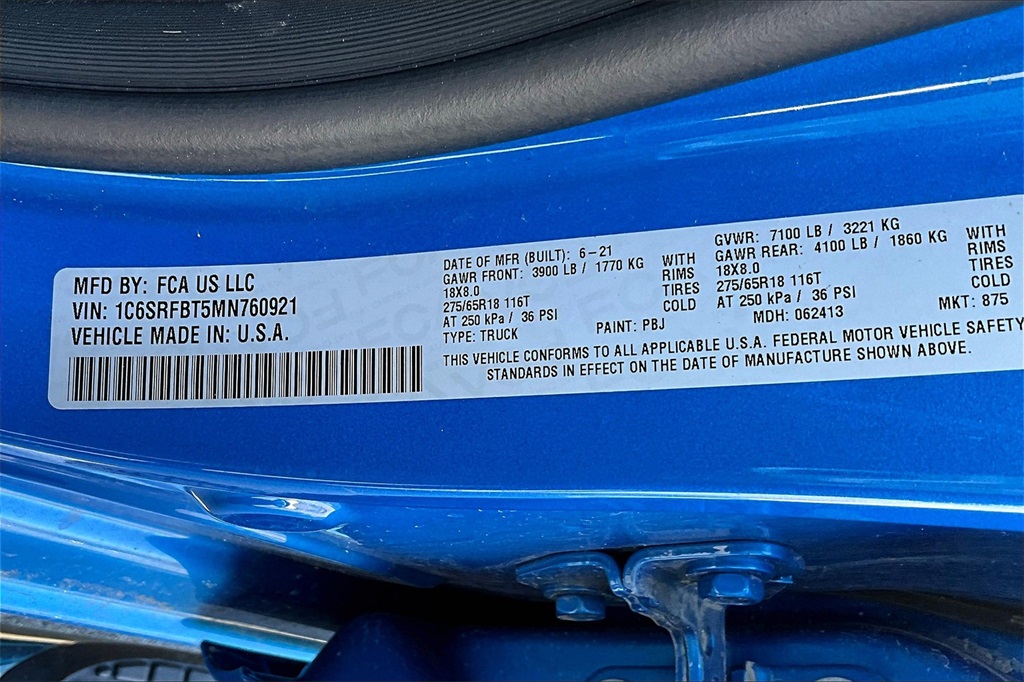 MFD BY: FCA US LLC
VIN: 1C6SRFBT5MN760921
VEHICLE MADE IN: U.S.A.
DATE OF MFR (BUILT): 6-21
GAWR FRONT: 3900 LB / 1770 KG WITH
18X8.0 RIMS
275/65R18 116T TIRES
AT 250 kPa / 36 PSI COLD
TYPE: TRUCK PAINT: PBJ
GVWR: 7100 LB / 3221 KG
GAWR REAR: 4100 LB / 1860 KG WITH
18X8.0 RIMS
275/65R18 116T TIRES
AT 250 kPa / 36 PSI COLD
MDH: 062413 MKT: 875
THIS VEHICLE CONFORMS TO ALL APPLICABLE U.S.A. FEDERAL MOTOR VEHICLE SAFETY
STANDARDS IN EFFECT ON THE DATE OF MANUFACTURE SHOWN ABOVE.